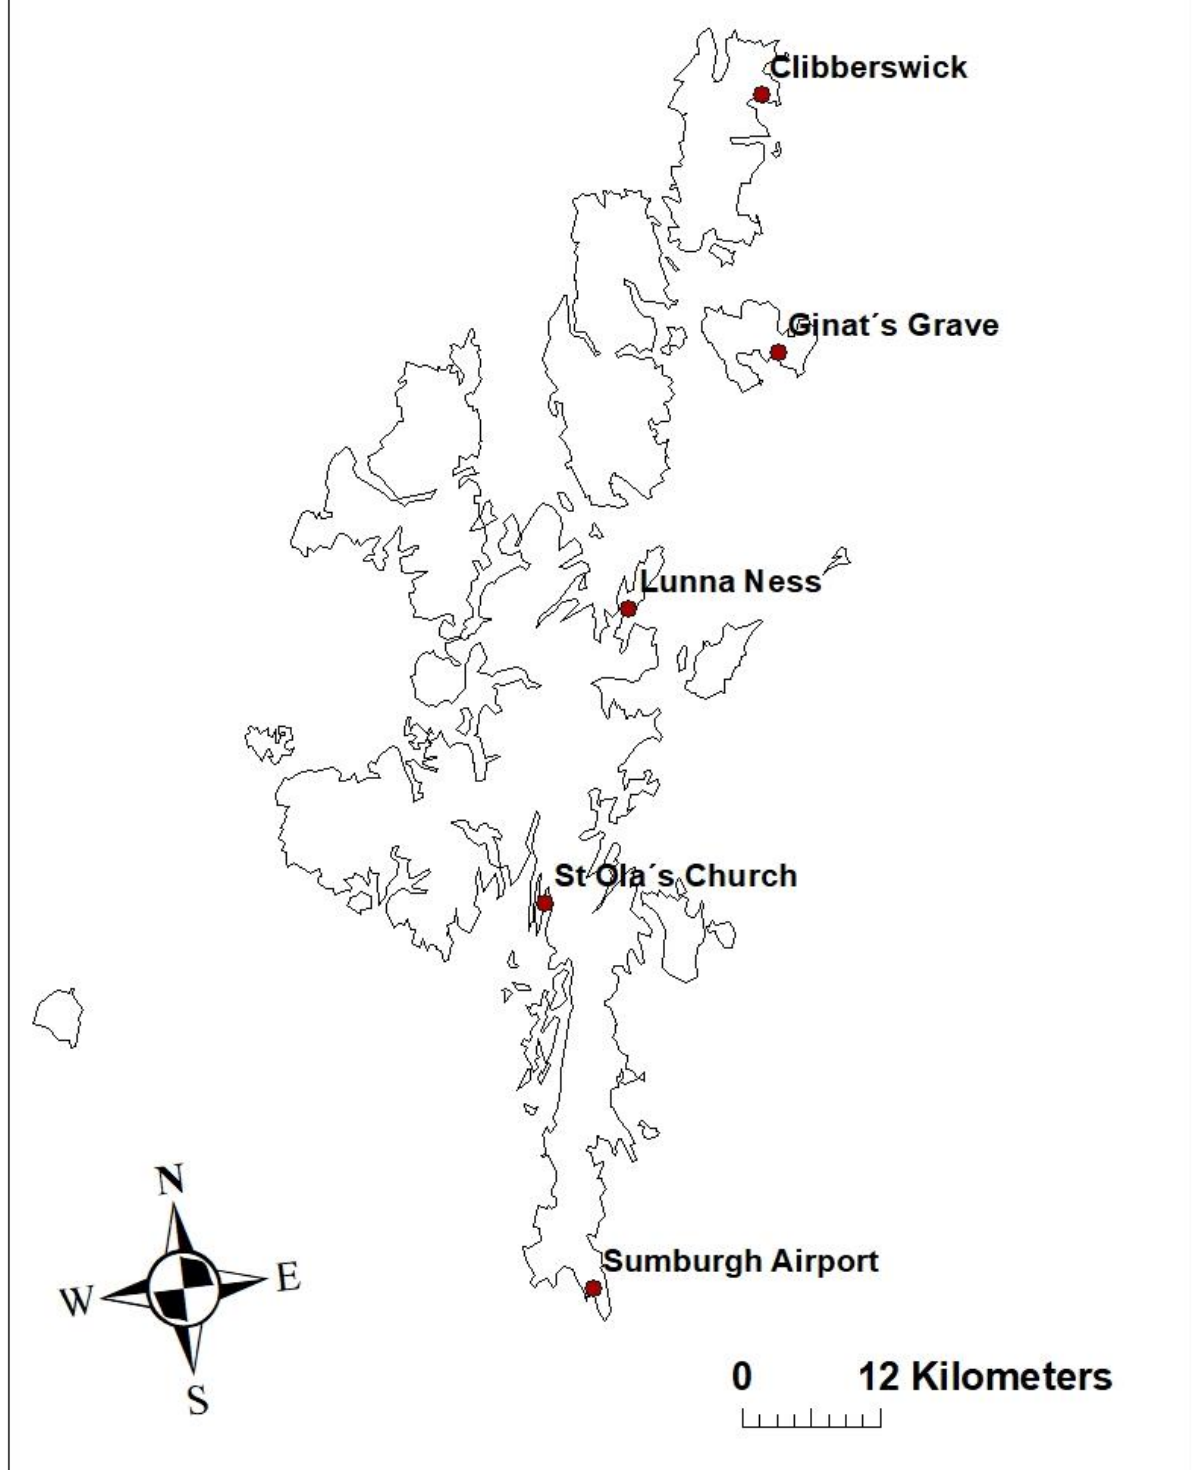 Clibberswick
Ginat´s Grave
Lunna Ness
St Ola´s Church
N
W
E
S
Sumburgh Airport
0 12 Kilometers